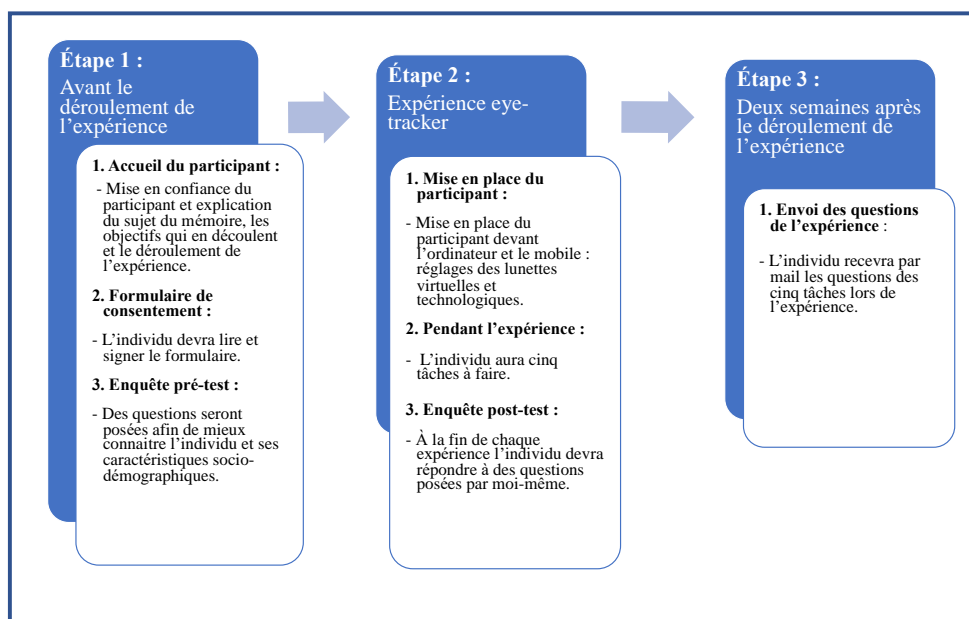 Étape 1 :
Avant le
déroulement de
l’expérience
1. Accueil du participant :
- Mise en confiance du
participant et explication
du sujet du mémoire, les
objectifs qui en découlent
et le déroulement de
l’expérience.
2. Formulaire de
consentement :
- L’individu devra lire et
signer le formulaire.
3. Enquête pré-test :
- Des questions seront
posées afin de mieux
connaitre l’individu et ses
caractéristiques socio-
démographiques.
Étape 2 :
Expérience eye-
tracker
1. Mise en place du
participant :
- Mise en place du
participant devant
l’ordinateur et le mobile :
réglages des lunettes
virtuelles et
technologiques.
2. Pendant l’expérience :
- L’individu aura cinq
tâches à faire.
3. Enquête post-test :
- À la fin de chaque
expérience l’individu devra
répondre à des questions
posées par moi-même.
Étape 3 :
Deux semaines après
le déroulement de
l’expérience
1. Envoi des questions
de l’expérience :
- L’individu recevra par
mail les questions des
cinq tâches lors de
l’expérience.